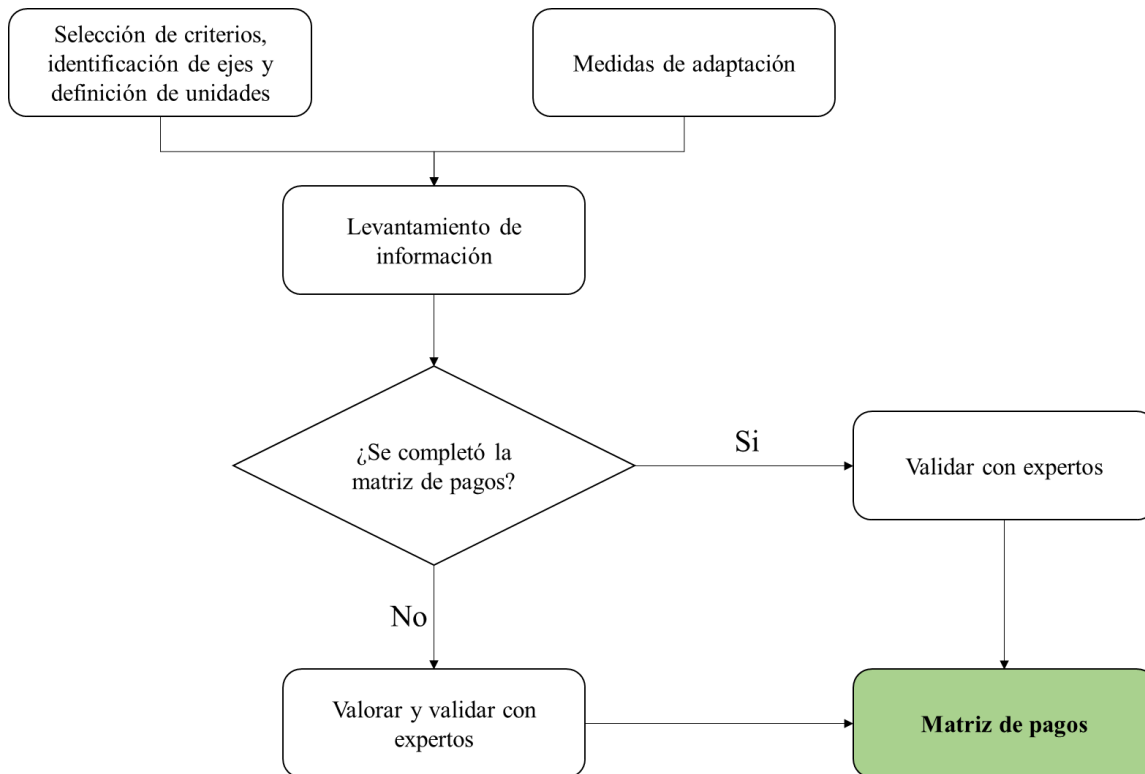 Selección de criterios,
identificación de ejes y
definición de unidades
Medidas de adaptación
Levantamiento de
información
¿Se completó la
matriz de pagos?
Si
Validar con expertos
No
Valorar y validar con
expertos
Matriz de pagos